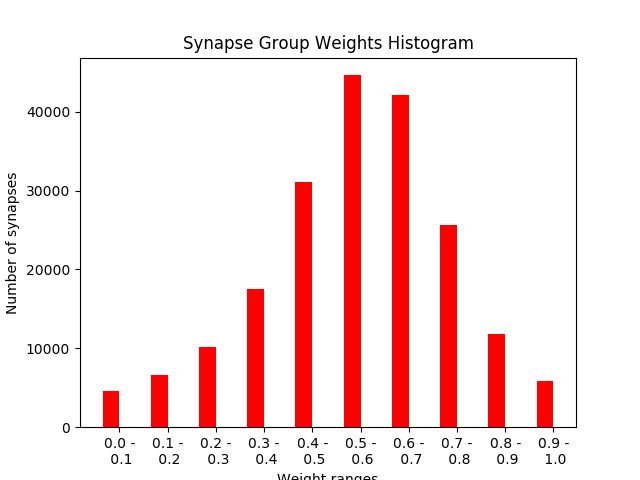 Synapse Group Weights Histogram
Number of synapses
40000
30000
20000
10000
0
0.0 - 0.1 - 0.2 - 0.3 - 0.4 - 0.5 - 0.6 - 0.7 - 0.8 - 0.9 -
0.1 0.2 0.3 0.4 0.5 0.6 0.7 0.8 0.9 1.0
Weight ranges